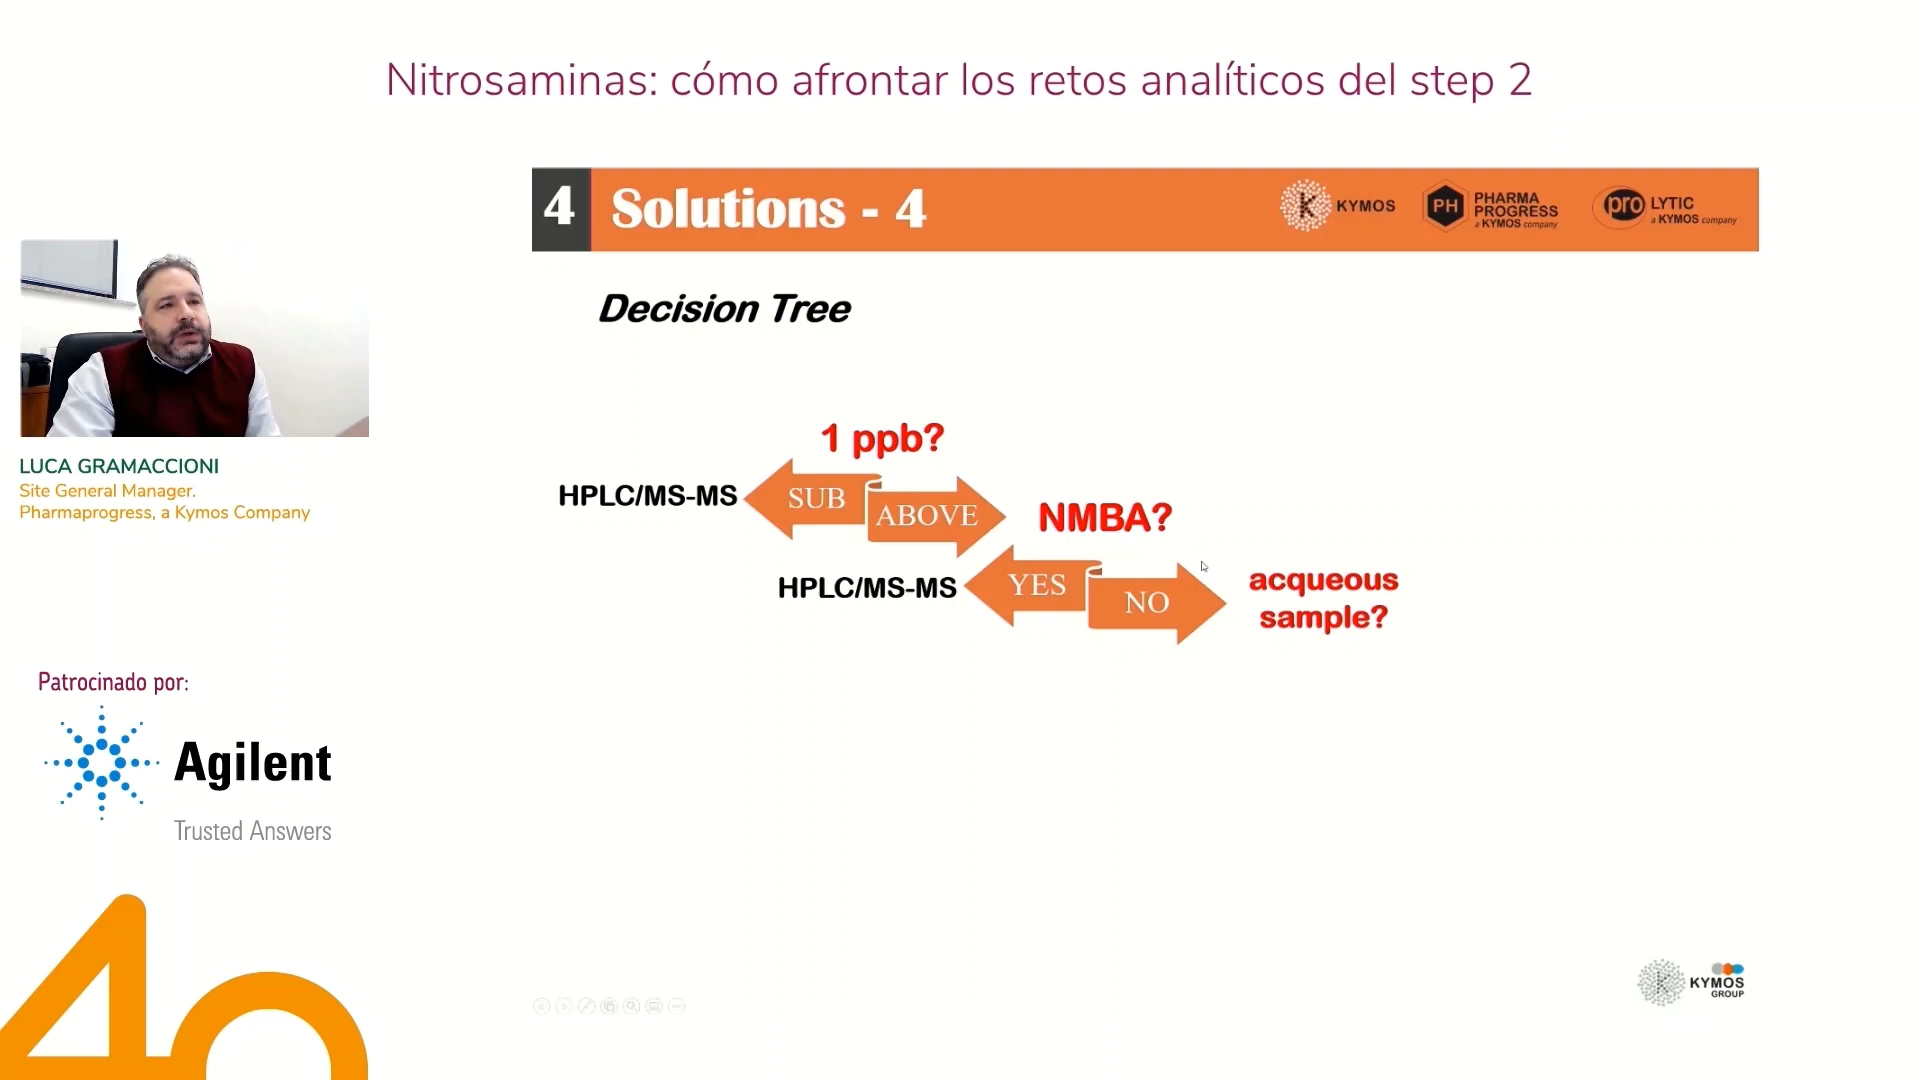 Nitrosaminas: cómo afrontar los retos analíticos del step 2
4
Solutions - 4
K KYMOS
PH PHARMA
PROGRESS
a KYMOS company
pro LYTIC
a KYMOS company
Decision Tree
1 ppb?
HPLC/MS-MS
SUB
ABOVE
NMBA?
HPLC/MS-MS
YES
NO
acqueous
sample?
LUCA GRAMACCIONI
Site General Manager.
Pharmaprogress, a Kymos Company
Patrocinado por:
Agilent
Trusted Answers
40
K KYMOS
GROUP